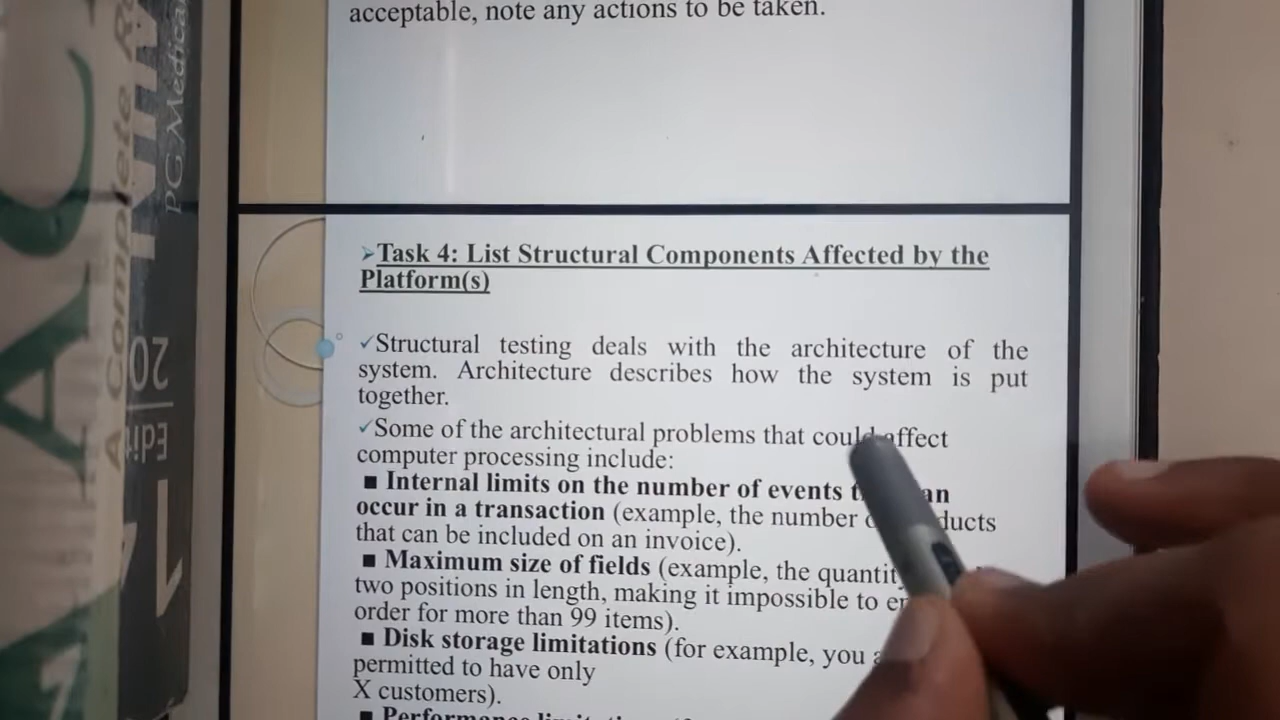 acceptable, note any actions to be taken.
➢Task 4: List Structural Components Affected by the
Platform(s)
✓Structural testing deals with the architecture of the
system. Architecture describes how the system is put
together.
✓Some of the architectural problems that could affect
computer processing include:
■ Internal limits on the number of events
occur in a transaction (example, the number
that can be included on an invoice).
■ Maximum size of fields (example, the
two positions in length, making it impossible to
order for more than 99 items).
■ Disk storage limitations (for example, you
permitted to have only
X customers).
PG Medical
A Complete
20